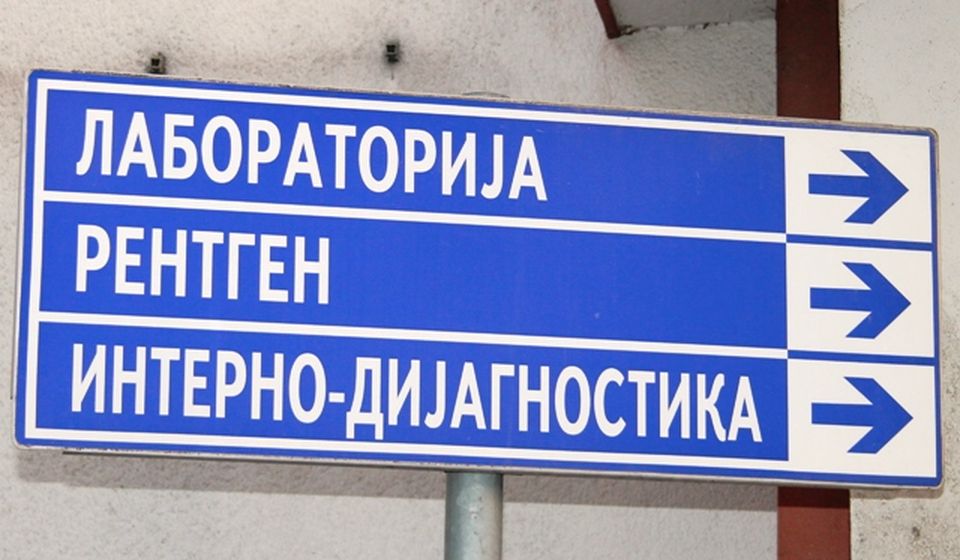 ЛАБОРАТОРИЈА
РЕНТГЕН
ИНТЕРНО-ДИЈАГНОСТИКА